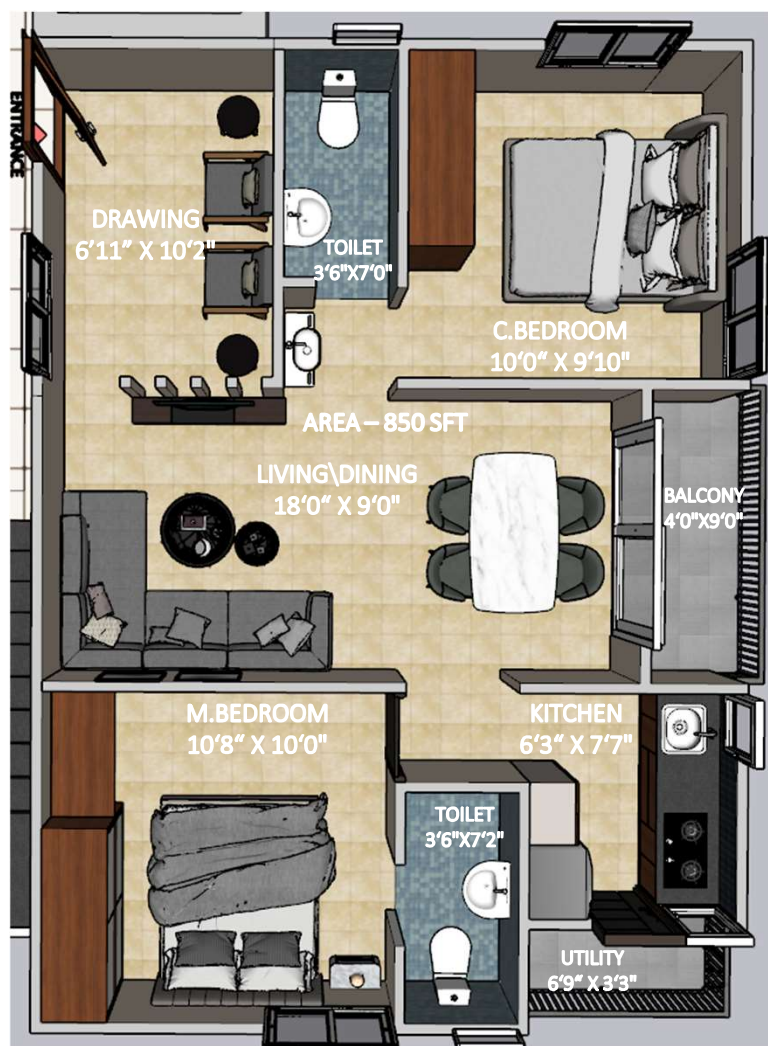 ENTRANCE
DRAWING
6’11” X 10’2"
TOILET
3‘6"X7‘0"
C.BEDROOM
10‘0“ X 9‘10"
AREA – 850 SFT
LIVING\DINING
18‘0“ X 9‘0"
BALCONY
4‘0"X9‘0"
M.BEDROOM
10‘8“ X 10‘0"
KITCHEN
6‘3“ X 7‘7"
TOILET
3‘6"X7‘2"
UTILITY
6‘9“ X 3‘3"